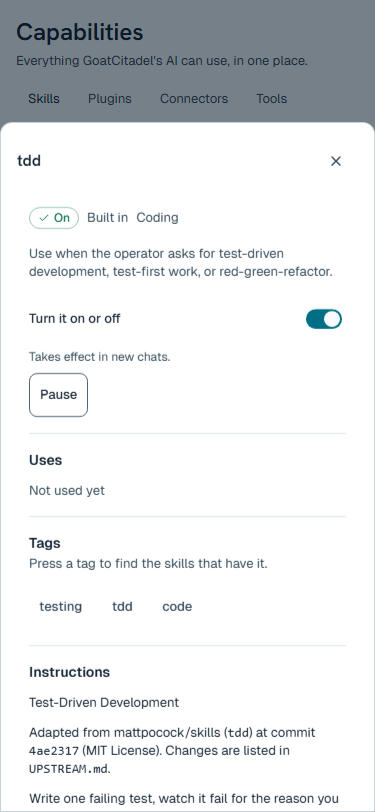 Capabilities
Everything GoatCitadel's AI can use, in one place.
Skills Plugins Connectors Tools
tdd
On Built in Coding
Use when the operator asks for test-driven
development, test-first work, or red-green-refactor.
Turn it on or off
Takes effect in new chats.
Pause
Uses
Not used yet
Tags
Press a tag to find the skills that have it.
testing tdd code
Instructions
Test-Driven Development
Adapted from mattpocock/skills (tdd) at commit
4ae2317 (MIT License). Changes are listed in
UPSTREAM.md.
Write one failing test, watch it fail for the reason you